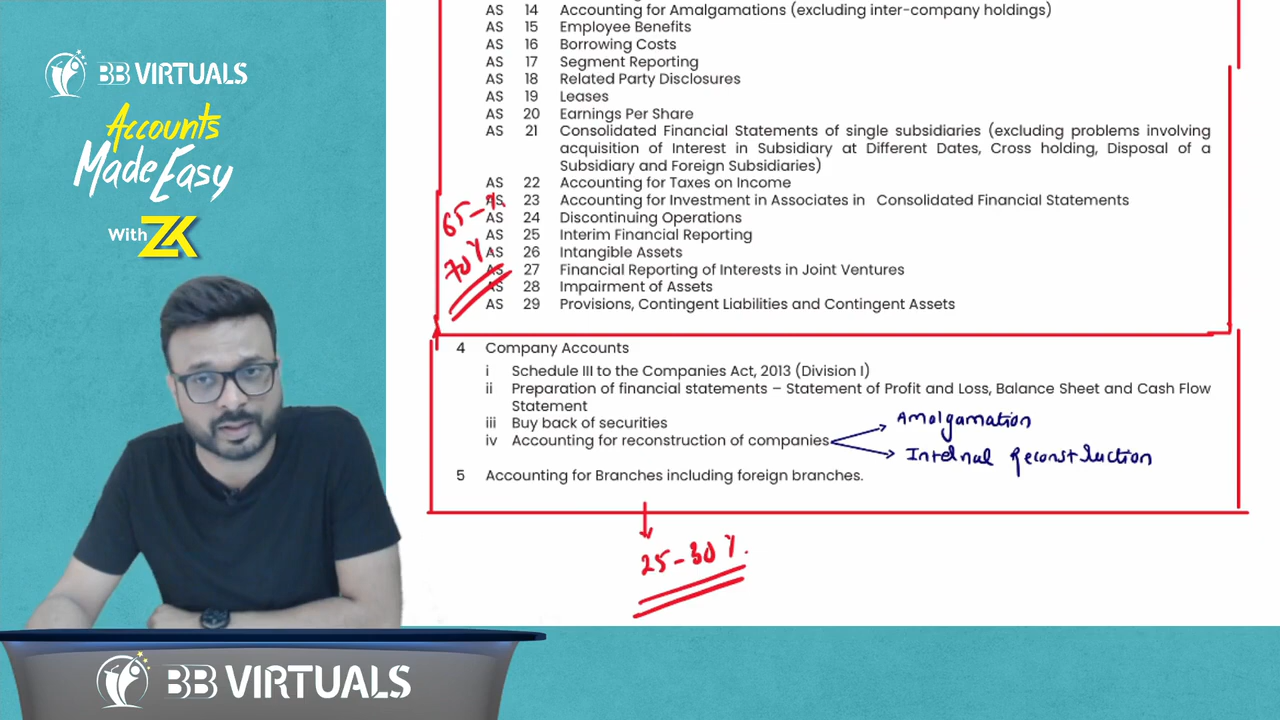 BB VIRTUALS
Accounts
Made Easy
With ZK
AS 14 Accounting for Amalgamations (excluding inter-company holdings)
AS 15 Employee Benefits
AS 16 Borrowing Costs
AS 17 Segment Reporting
AS 18 Related Party Disclosures
AS 19 Leases
AS 20 Earnings Per Share
AS 21 Consolidated Financial Statements of single subsidiaries (excluding problems involving
acquisition of Interest in Subsidiary at Different Dates, Cross holding, Disposal of a
Subsidiary and Foreign Subsidiaries)
AS 22 Accounting for Taxes on Income
AS 23 Accounting for Investment in Associates in Consolidated Financial Statements
AS 24 Discontinuing Operations
AS 25 Interim Financial Reporting
AS 26 Intangible Assets
AS 27 Financial Reporting of Interests in Joint Ventures
AS 28 Impairment of Assets
AS 29 Provisions, Contingent Liabilities and Contingent Assets
65-%
70%
4 Company Accounts
i Schedule III to the Companies Act, 2013 (Division I)
ii Preparation of financial statements – Statement of Profit and Loss, Balance Sheet and Cash Flow
Statement
iii Buy back of securities
iv Accounting for reconstruction of companies
Amalgamation
Internal Reconstruction
5 Accounting for Branches including foreign branches.
25-30%.
BB VIRTUALS